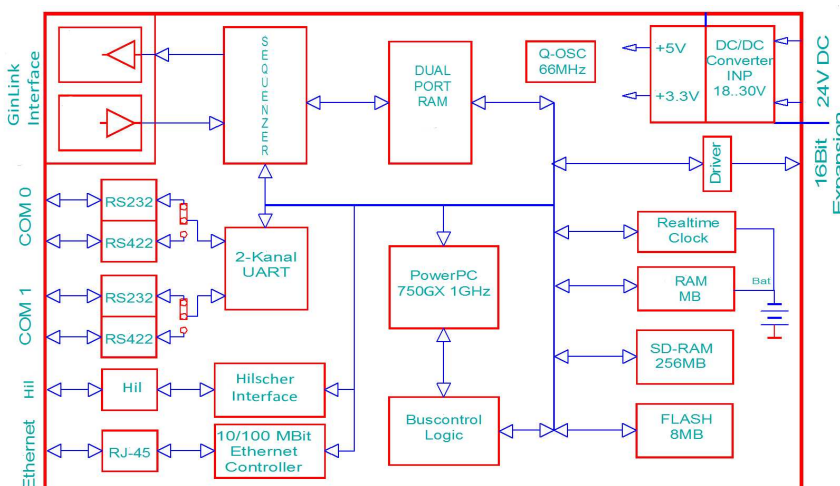 GinLink
Interface
SEQUENZER
DUAL
PORT
RAM
Q-OSC
66MHz
+5V
+3.3V
DC/DC
Converter
INP
18..30V
24V DC
16Bit
Expansion
Driver
COM 0
RS232
RS422
2-Kanal
UART
COM 1
RS232
RS422
PowerPC
750GX 1GHz
Realtime
Clock
RAM
MB
Bat
SD-RAM
256MB
FLASH
8MB
Hil
Hil
Hilscher
Interface
Buscontrol
Logic
Ethernet
RJ-45
10/100 MBit
Ethernet
Controller